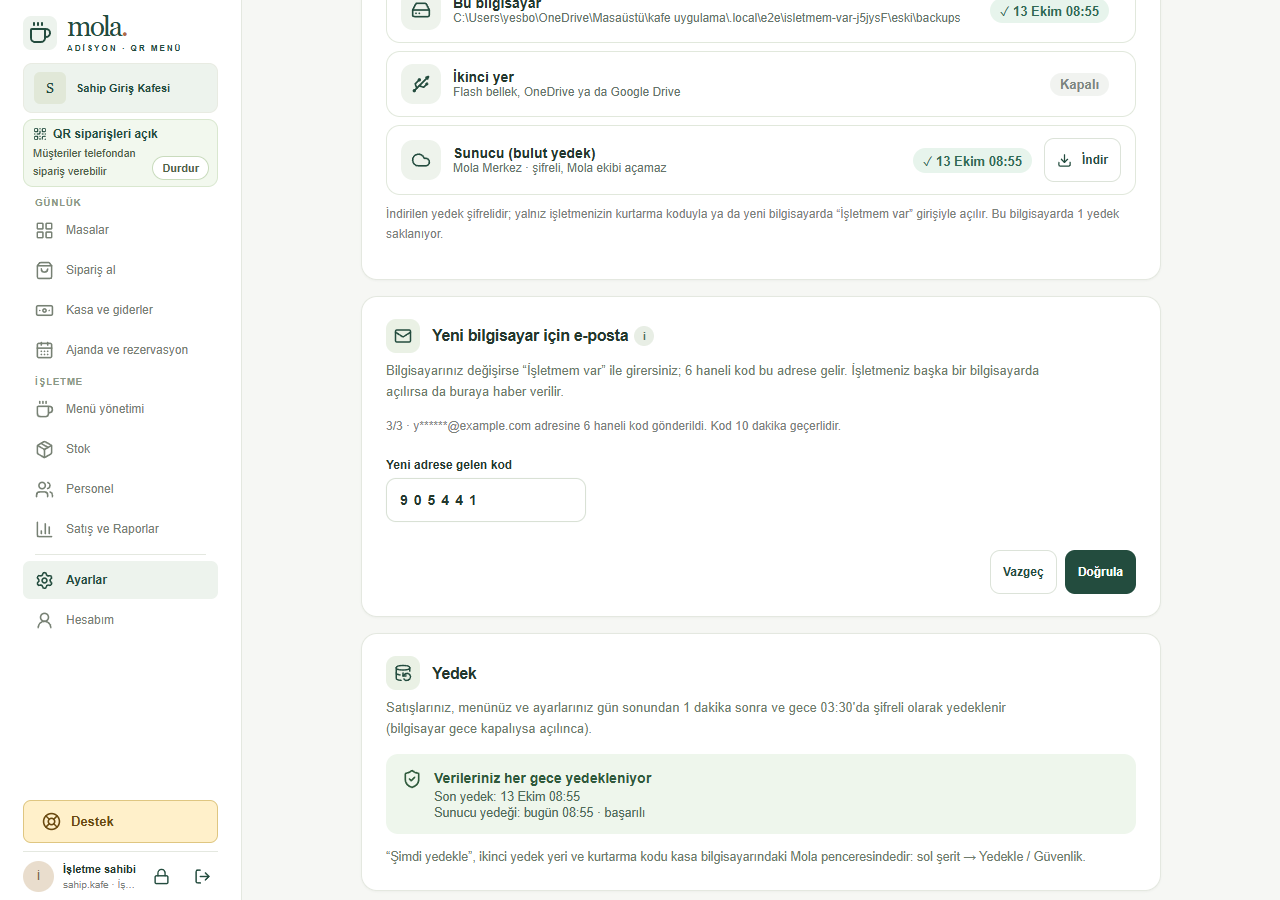 mola.
ADİSYON · QR MENÜ
S
Sahip Giriş Kafesi
QR siparişleri açık
Müşteriler telefondan
sipariş verebilir
Durdur
GÜNLÜK
Masalar
Sipariş al
Kasa ve giderler
Ajanda ve rezervasyon
İŞLETME
Menü yönetimi
Stok
Personel
Satış ve Raporlar
Ayarlar
Hesabım
Destek
İ
İşletme sahibi
sahip.kafe · İş...
Bu bilgisayar
C:\Users\yesbo\OneDrive\Masaüstü\kafe uygulama\.local\e2e\isletmem-var-j5jysF\eski\backups
✓ 13 Ekim 08:55
İkinci yer
Flash bellek, OneDrive ya da Google Drive
Kapalı
Sunucu (bulut yedek)
Mola Merkez · şifreli, Mola ekibi açamaz
✓ 13 Ekim 08:55
İndir
İndirilen yedek şifrelidir; yalnız işletmenizin kurtarma koduyla ya da yeni bilgisayarda “İşletmem var” girişiyle açılır. Bu bilgisayarda 1 yedek
saklanıyor.
Yeni bilgisayar için e-posta
i
Bilgisayarınız değişirse “İşletmem var” ile girersiniz; 6 haneli kod bu adrese gelir. İşletmeniz başka bir bilgisayarda
açılırsa da buraya haber verilir.
3/3 · y******@example.com adresine 6 haneli kod gönderildi. Kod 10 dakika geçerlidir.
Yeni adrese gelen kod
905441
Vazgeç
Doğrula
Yedek
Satışlarınız, menünüz ve ayarlarınız gün sonundan 1 dakika sonra ve gece 03:30’da şifreli olarak yedeklenir
(bilgisayar gece kapalıysa açılınca).
Verileriniz her gece yedekleniyor
Son yedek: 13 Ekim 08:55
Sunucu yedeği: bugün 08:55 · başarılı
“Şimdi yedekle”, ikinci yedek yeri ve kurtarma kodu kasa bilgisayarındaki Mola penceresindedir: sol şerit → Yedekle / Güvenlik.